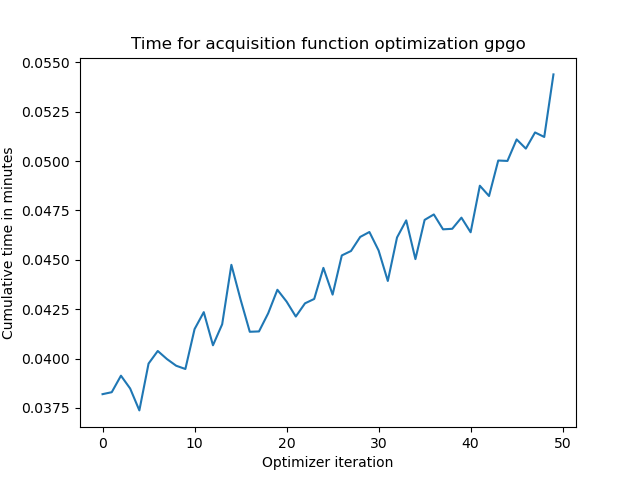 Time for acquisition function optimization gpgo
Cumulative time in minutes
0.0550
0.0525
0.0500
0.0475
0.0450
0.0425
0.0400
0.0375
0 10 20 30 40 50
Optimizer iteration